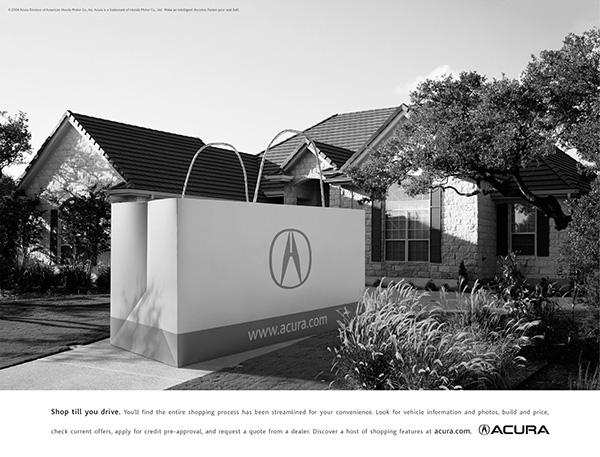 ©2004 Acura Division of American Honda Motor Co., Inc. Acura is a trademark of Honda Motor Co., Ltd. Make an intelligent decision. Fasten your seat belt.
www.acura.com
Shop till you drive. You'll find the entire shopping process has been streamlined for your convenience. Look for vehicle information and photos, build and price,
check current offers, apply for credit pre-approval, and request a quote from a dealer. Discover a host of shopping features at acura.com. ACURA